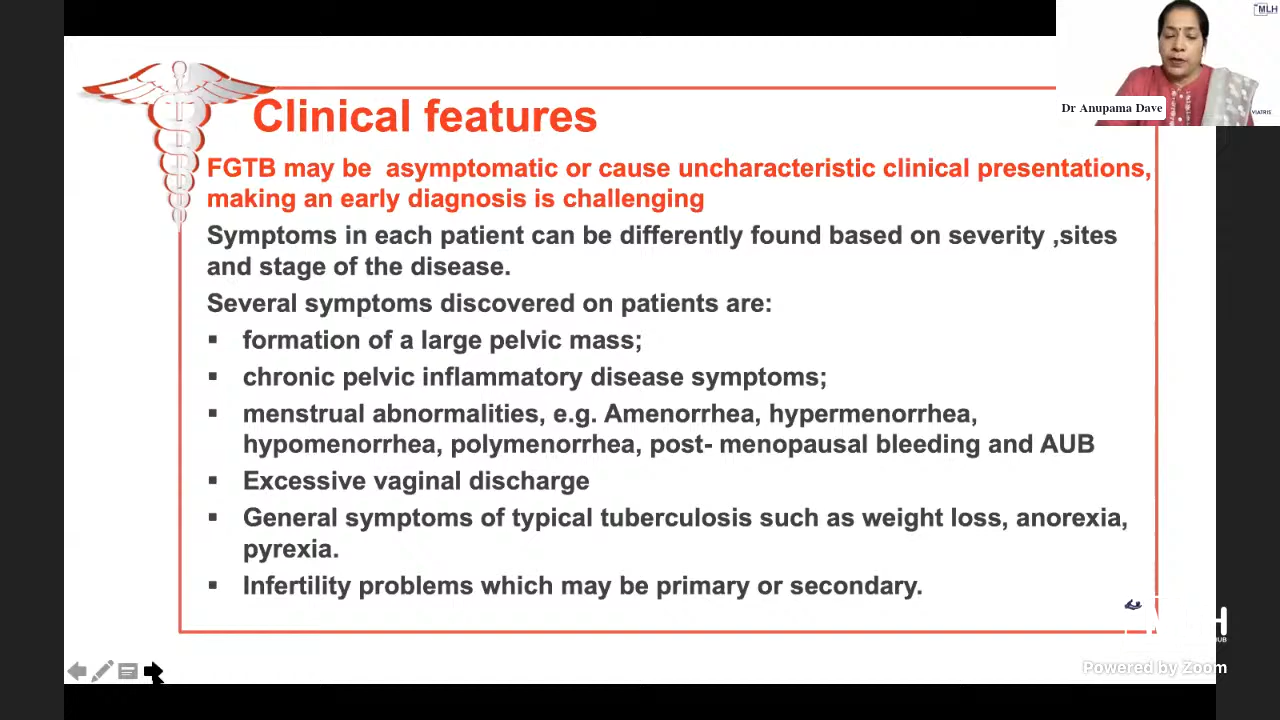 MLH
Dr Anupama Dave
VIATRIS
Clinical features
FGTB may be asymptomatic or cause uncharacteristic clinical presentations,
making an early diagnosis is challenging
Symptoms in each patient can be differently found based on severity ,sites
and stage of the disease.
Several symptoms discovered on patients are:
▪ formation of a large pelvic mass;
▪ chronic pelvic inflammatory disease symptoms;
▪ menstrual abnormalities, e.g. Amenorrhea, hypermenorrhea,
hypomenorrhea, polymenorrhea, post- menopausal bleeding and AUB
▪ Excessive vaginal discharge
▪ General symptoms of typical tuberculosis such as weight loss, anorexia,
pyrexia.
▪ Infertility problems which may be primary or secondary.
Powered by Zoom